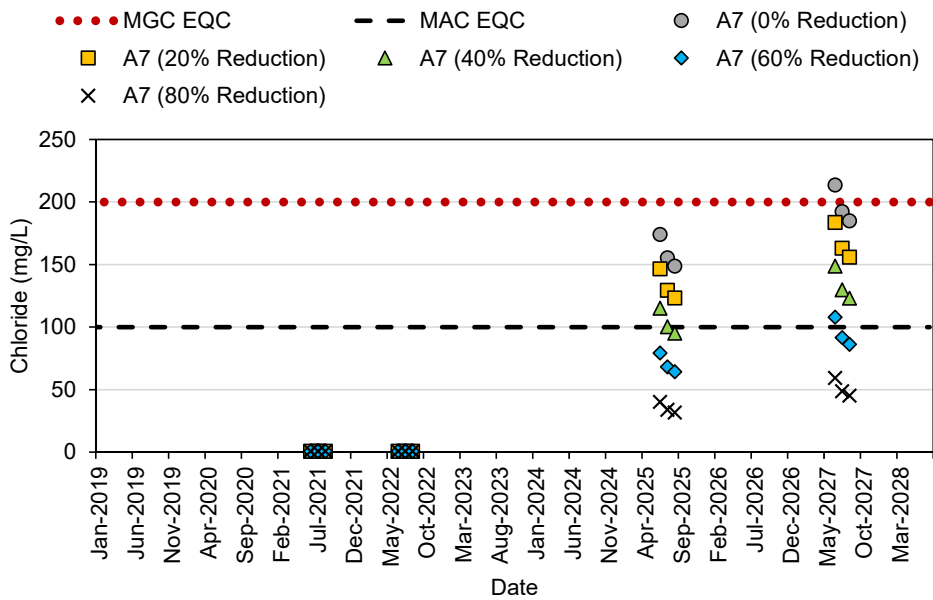 MGC EQC
MAC EQC
A7 (0% Reduction)
A7 (20% Reduction)
A7 (40% Reduction)
A7 (60% Reduction)
A7 (80% Reduction)
250
200
150
100
50
0
Chloride (mg/L)
Jan-2019
Jun-2019
Nov-2019
Apr-2020
Sep-2020
Feb-2021
Jul-2021
Dec-2021
May-2022
Oct-2022
Mar-2023
Aug-2023
Jan-2024
Jun-2024
Nov-2024
Apr-2025
Sep-2025
Feb-2026
Jul-2026
Dec-2026
May-2027
Oct-2027
Mar-2028
Date